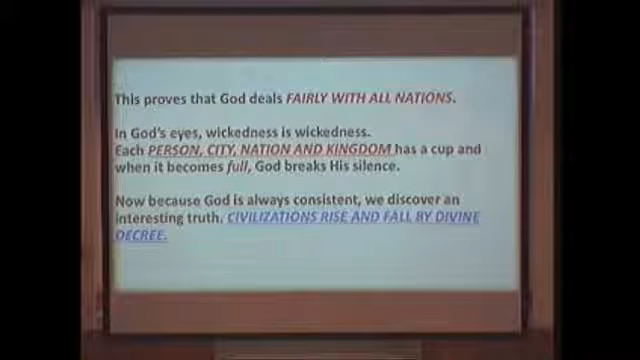 This proves that God deals FAIRLY WITH ALL NATIONS.
In God's eyes, wickedness is wickedness.
Each PERSON, CITY, NATION AND KINGDOM has a cup and
when it becomes full, God breaks His silence.
Now because God is always consistent, we discover an
interesting truth. CIVILIZATIONS RISE AND FALL BY DIVINE
DECREE.